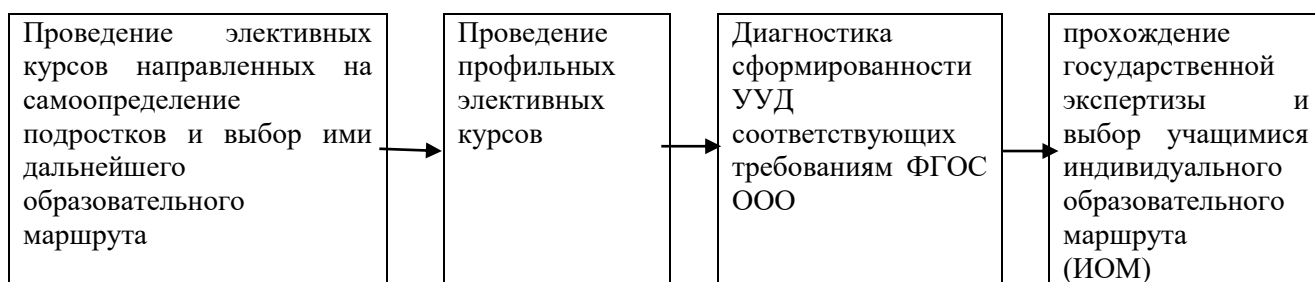 Проведение элективных
курсов направленных на
самоопределение
подростков и выбор ими
дальнейшего
образовательного
маршрута
Проведение
профильных
элективных
курсов
Диагностика
сформированности
УУД
соответствующих
требованиям ФГОС
ООО
прохождение
государственной
экспертизы и
выбор учащимися
индивидуального
образовательного
маршрута
(ИОМ)